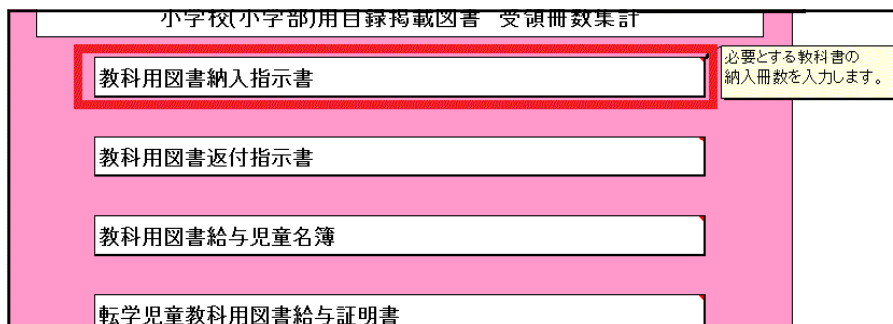 小学校(小学部)用目録掲載図書　受領冊数集計
教科用図書納入指示書
必要とする教科書の
納入冊数を入力します。
教科用図書返付指示書
教科用図書給与児童名簿
転学児童教科用図書給与証明書